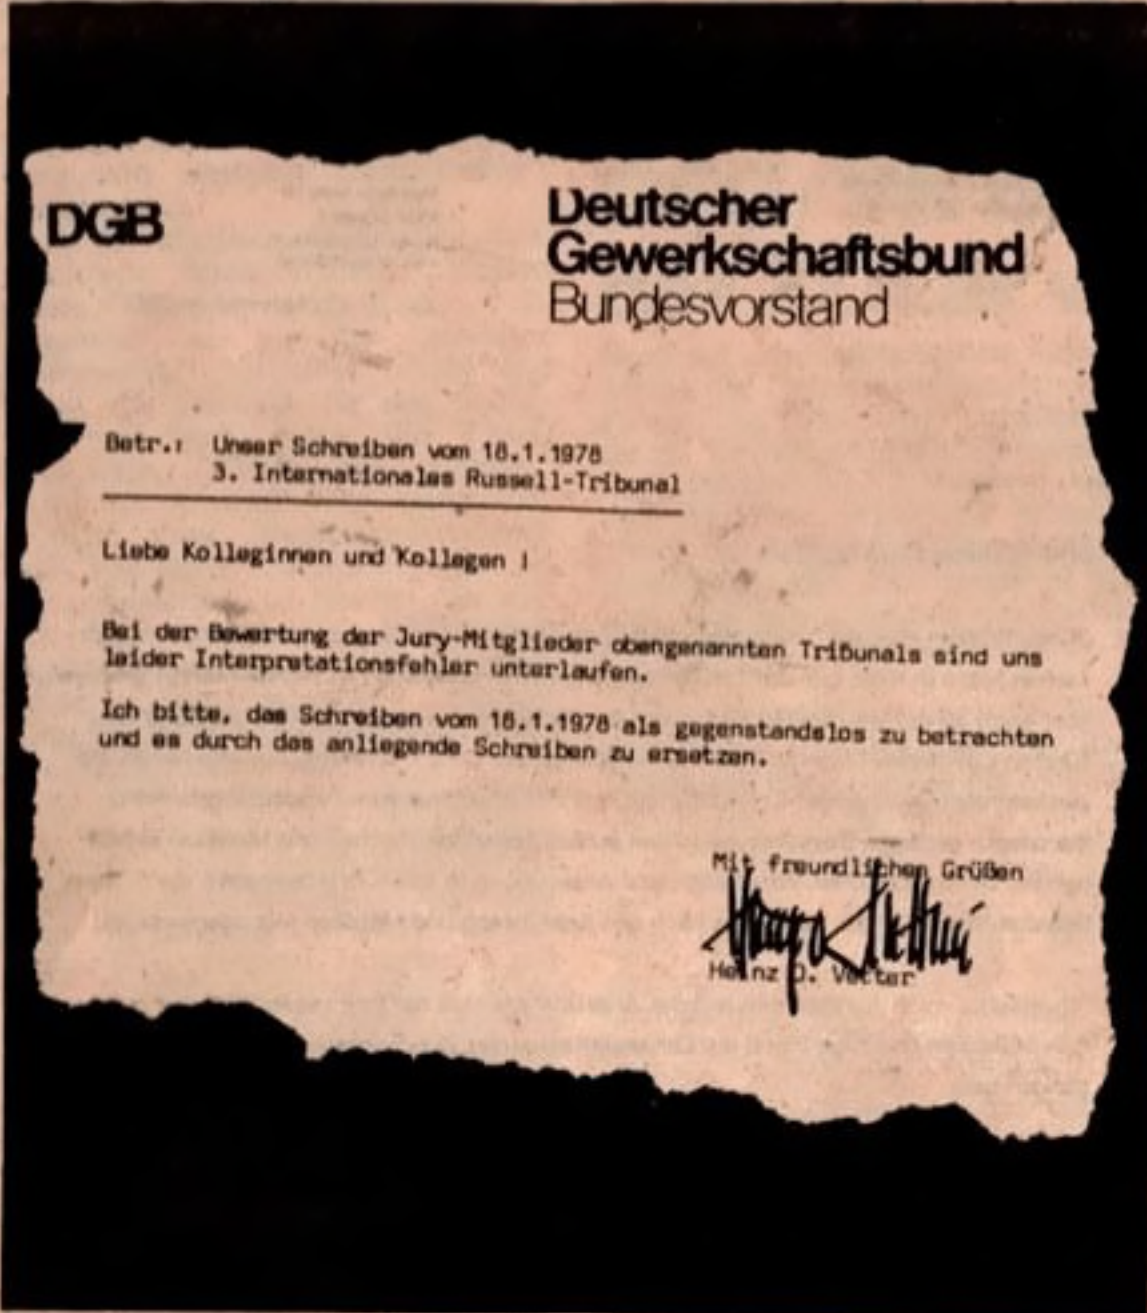 DGB
Deutscher
Gewerkschaftsbund
Bundesvorstand
Betr.: Unser Schreiben vom 18.1.1978
3. Internationales Russell-Tribunal
Liebe Kolleginnen und Kollegen !
Bei der Bewertung der Jury-Mitglieder obengenannten Tribunals sind uns
leider Interpretationsfehler unterlaufen.
Ich bitte, das Schreiben vom 18.1.1978 als gegenstandslos zu betrachten
und es durch das anliegende Schreiben zu ersetzen.
Mit freundlichen Grüßen
Heinz O. Vetter